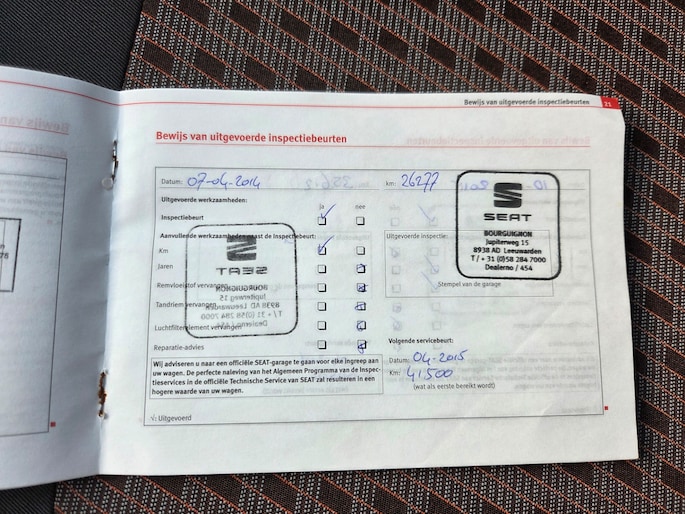 Bewijs van uitgevoerde inspectiebeurten 21
Bewijs van uitgevoerde inspectiebeurten
Datum: 07-04-2014 km: 26277
Uitgevoerde werkzaamheden: ja nee
Inspectiebeurt
Aanvullende werkzaamheden naast de Inspectiebeurt:
Km
Jaren
Remvloeistof vervangen
Tandriem vervangen
Luchtfilterelement vervangen
Reparatie-advies
Uitgevoerde inspectie:
SEAT
BOURGUIGNON
Jupiterweg 15
8938 AD Leeuwarden
T / + 31 (0)58 284 7000
Dealerno / 454
Stempel van de garage
Volgende servicebeurt:
Datum: 04-2015
Km: 41.500
(wat als eerste bereikt wordt)
Wij adviseren u naar een officiële SEAT-garage te gaan voor elke ingreep aan
uw wagen. De perfecte naleving van het Algemeen Programma van de Inspec-
tieservices in de officiële Technische Service van SEAT zal resulteren in een
hogere waarde van uw wagen.
√: Uitgevoerd